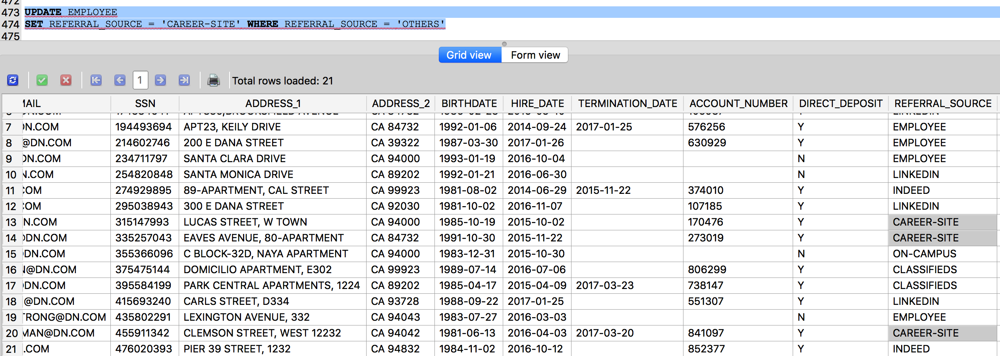 472
473 UPDATE EMPLOYEE
474 SET REFERRAL_SOURCE = 'CAREER-SITE' WHERE REFERRAL_SOURCE = 'OTHERS'
475
Grid view Form view
1 Total rows loaded: 21
MAIL SSN ADDRESS_1 ADDRESS_2 BIRTHDATE HIRE_DATE TERMINATION_DATE ACCOUNT_NUMBER DIRECT_DEPOSIT REFERRAL_SOURCE
7 DN.COM 194493694 APT23, KEILY DRIVE CA 84732 1992-01-06 2014-09-24 2017-01-25 576256 Y EMPLOYEE
8 @DN.COM 214602746 200 E DANA STREET CA 39322 1987-03-30 2017-01-26 630929 Y EMPLOYEE
9 DN.COM 234711797 SANTA CLARA DRIVE CA 94000 1993-01-19 2016-10-04 N EMPLOYEE
10 N.COM 254820848 SANTA MONICA DRIVE CA 89202 1992-01-21 2016-06-30 N LINKEDIN
11 COM 274929895 89-APARTMENT, CAL STREET CA 99923 1981-08-02 2014-06-29 2015-11-22 374010 Y INDEED
12 COM 295038943 300 E DANA STREET CA 92030 1981-10-02 2016-11-07 107185 Y LINKEDIN
13 N.COM 315147993 LUCAS STREET, W TOWN CA 94000 1985-10-19 2015-10-02 170476 Y CAREER-SITE
14 DN.COM 335257043 EAVES AVENUE, 80-APARTMENT CA 84732 1991-10-30 2015-11-22 273019 Y CAREER-SITE
15 DN.COM 355366096 C BLOCK-32D, NAYA APARTMENT CA 94000 1983-12-31 2015-10-30 N ON-CAMPUS
16 N@DN.COM 375475144 DOMICILIO APARTMENT, E302 CA 99923 1989-07-14 2016-07-06 806299 Y CLASSIFIEDS
17 DN.COM 395584199 PARK CENTRAL APARTMENTS, 1224 CA 89202 1985-04-17 2015-04-09 2017-03-23 738147 Y CLASSIFIEDS
18 @DN.COM 415693240 CARLS STREET, D334 CA 93728 1988-09-22 2017-01-25 551307 Y LINKEDIN
19 TRONG@DN.COM 435802291 LEXINGTON AVENUE, 332 CA 94043 1983-07-27 2016-03-03 N EMPLOYEE
20 MAN@DN.COM 455911342 CLEMSON STREET, WEST 12232 CA 94042 1981-06-13 2016-04-03 2017-03-20 841097 Y CAREER-SITE
21 .COM 476020393 PIER 39 STREET, 1232 CA 94832 1984-11-02 2016-10-12 852377 Y INDEED